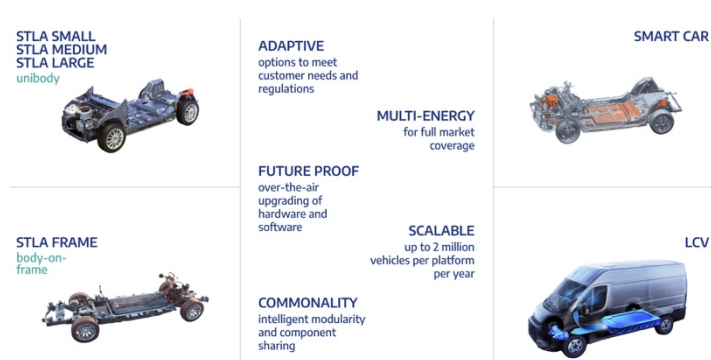 STLA SMALL
STLA MEDIUM
STLA LARGE
unibody
STLA FRAME
body-on-
frame
ADAPTIVE
options to meet
customer needs and
regulations
MULTI-ENERGY
for full market
coverage
FUTURE PROOF
over-the-air
upgrading of
hardware and
software
SCALABLE
up to 2 million
vehicles per platform
per year
COMMONALITY
intelligent modularity
and component
sharing
SMART CAR
LCV